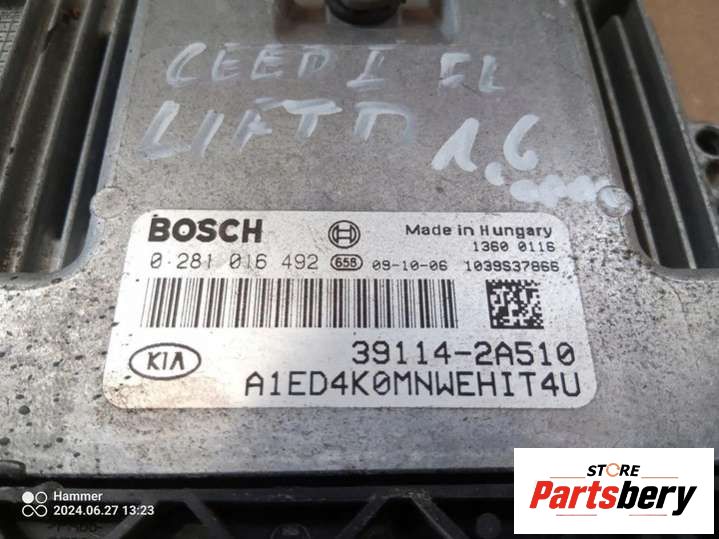 CEED I FL
LIFT
1.6
BOSCH
Made in Hungary
1360 0116
0 281 016 492 658 09-10-06 1039S37866
KIA
39114-2A510
A1ED4K0MNWEHIT4U
Hammer
2024.06.27 13:23
STORE
Partsbery